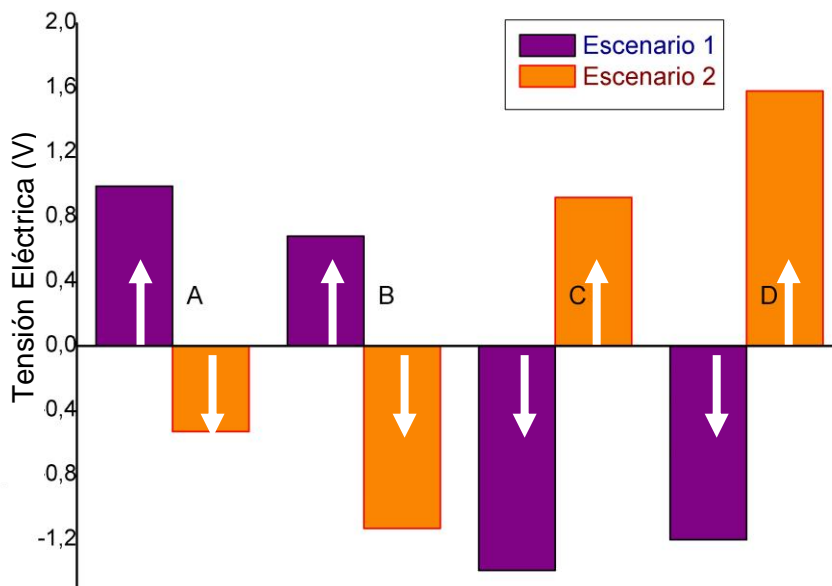 2,0
Escenario 1
Escenario 2
1,6
1,2
0,8
0,4
0,0
-0,4
-0,8
-1,2
Tensión Eléctrica (V)
A
B
C
D